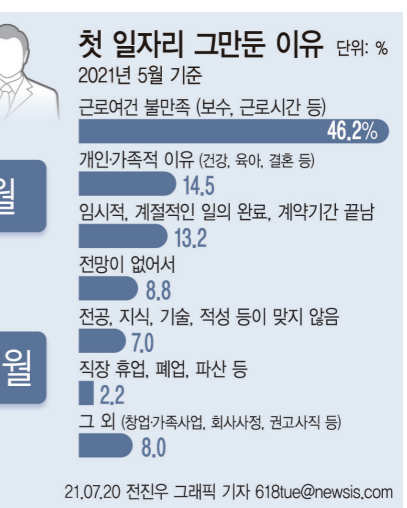 첫 일자리 그만둔 이유 단위: %
2021년 5월 기준
근로여건 불만족 (보수, 근로시간 등)
46.2%
개인·가족적 이유 (건강, 육아, 결혼 등)
14.5
임시적, 계절적인 일의 완료, 계약기간 끝남
13.2
월
전망이 없어서
8.8
전공, 지식, 기술, 적성 등이 맞지 않음
7.0
월
직장 휴업, 폐업, 파산 등
2.2
그 외 (창업·가족사업, 회사사정, 권고사직 등)
8.0
21.07.20 전진우 그래픽 기자 618tue@newsis.com